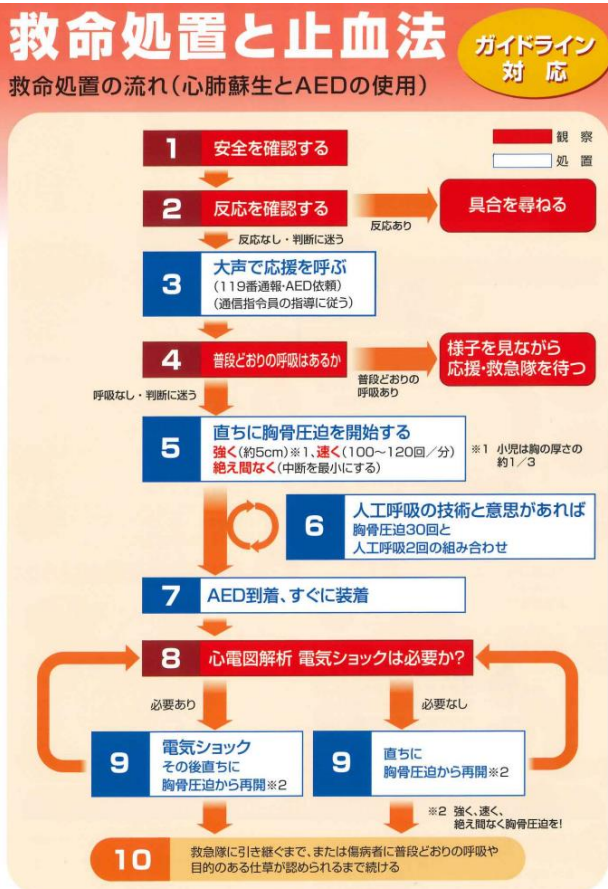 救命処置と止血法
ガイドライン
対 応
救命処置の流れ(心肺蘇生とAEDの使用)
観 察
処 置
1 安全を確認する
2 反応を確認する
反応あり
具合を尋ねる
反応なし・判断に迷う
3 大声で応援を呼ぶ
(119番通報・AED依頼)
(通信指令員の指導に従う)
4 普段どおりの呼吸はあるか
普段どおりの
呼吸あり
様子を見ながら
応援・救急隊を待つ
呼吸なし・判断に迷う
5 直ちに胸骨圧迫を開始する
強く(約5cm)※1、速く(100〜120回/分)
絶え間なく(中断を最小にする)
※1 小児は胸の厚さの
約1/3
6 人工呼吸の技術と意思があれば
胸骨圧迫30回と
人工呼吸2回の組み合わせ
7 AED到着、すぐに装着
8 心電図解析 電気ショックは必要か?
必要あり
必要なし
9 電気ショック
その後直ちに
胸骨圧迫から再開※2
9 直ちに
胸骨圧迫から再開※2
※2 強く、速く、
絶え間なく胸骨圧迫を!
10 救急隊に引き継ぐまで、または傷病者に普段どおりの呼吸や
目的のある仕草が認められるまで続ける